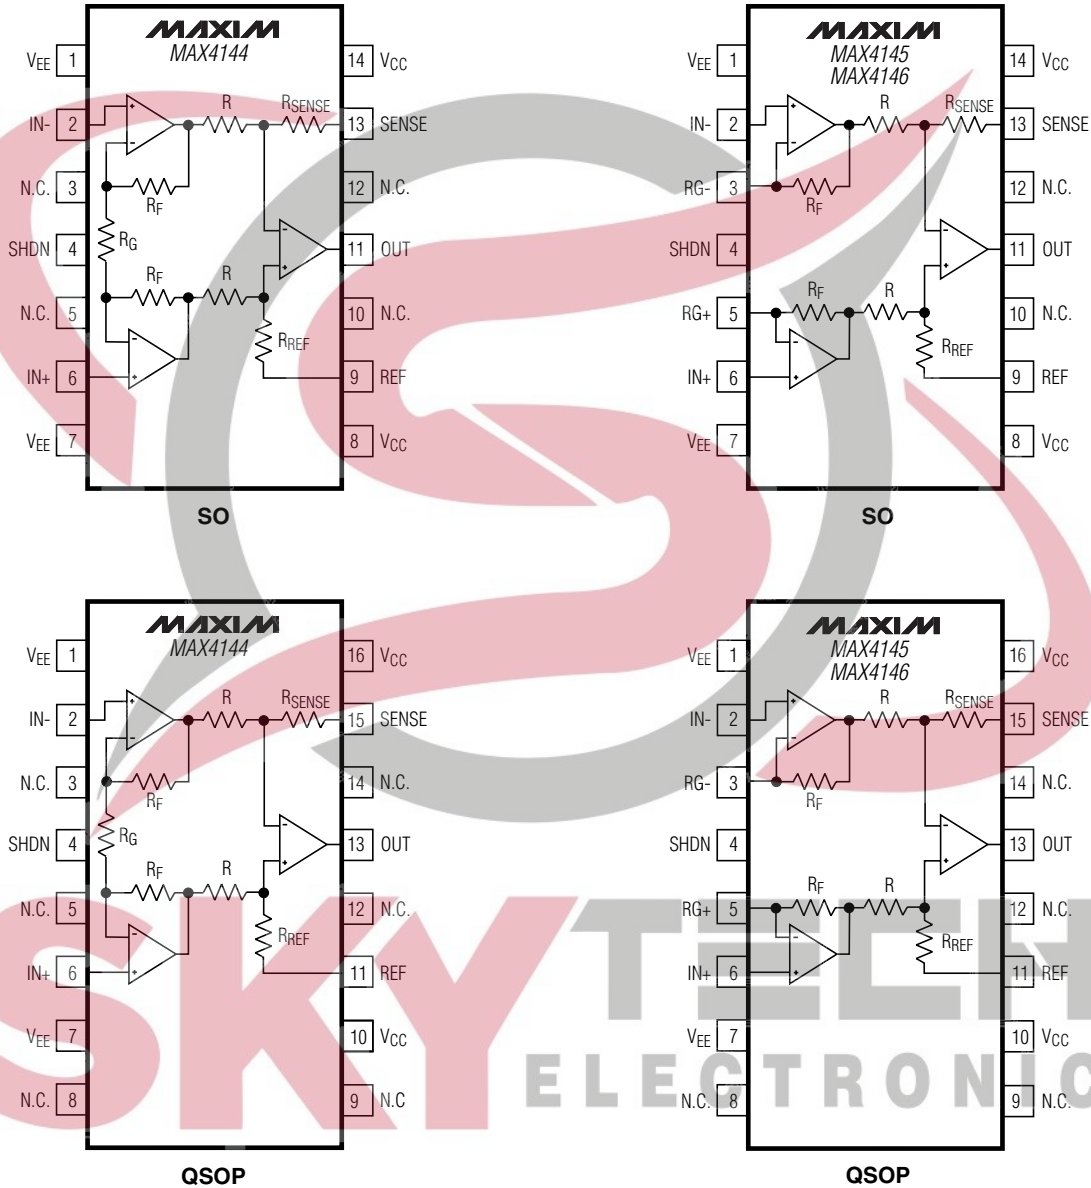 MAXIM
MAX4144
VEE 1
14 VCC
IN- 2
R
RSENSE
13 SENSE
N.C. 3
RF
12 N.C.
SHDN 4
RG
11 OUT
N.C. 5
RF
R
10 N.C.
RREF
IN+ 6
9 REF
VEE 7
8 VCC
SO
MAXIM
MAX4145
MAX4146
VEE 1
14 VCC
IN- 2
R
RSENSE
13 SENSE
RG- 3
RF
12 N.C.
SHDN 4
11 OUT
RG+ 5
RF
R
10 N.C.
RREF
IN+ 6
9 REF
VEE 7
8 VCC
SO
MAXIM
MAX4144
VEE 1
16 VCC
IN- 2
R
RSENSE
15 SENSE
N.C. 3
RF
14 N.C.
SHDN 4
RG
13 OUT
N.C. 5
RF
R
12 N.C.
RREF
IN+ 6
11 REF
VEE 7
10 VCC
N.C. 8
9 N.C
QSOP
MAXIM
MAX4145
MAX4146
VEE 1
16 VCC
IN- 2
R
RSENSE
15 SENSE
RG- 3
RF
14 N.C.
SHDN 4
13 OUT
RG+ 5
RF
R
12 N.C.
RREF
IN+ 6
11 REF
VEE 7
10 VCC
N.C. 8
9 N.C.
QSOP
SKYTECH
ELECTRONIC